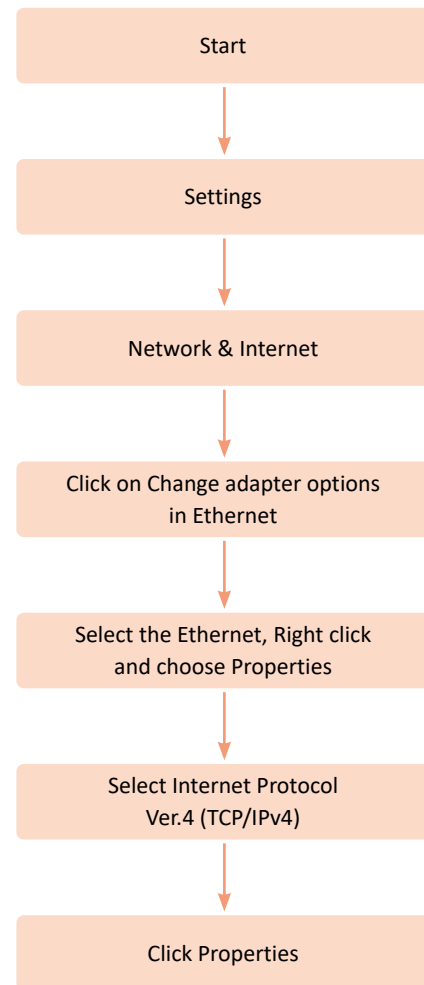 Start
Settings
Network & Internet
Click on Change adapter options
in Ethernet
Select the Ethernet, Right click
and choose Properties
Select Internet Protocol
Ver.4 (TCP/IPv4)
Click Properties